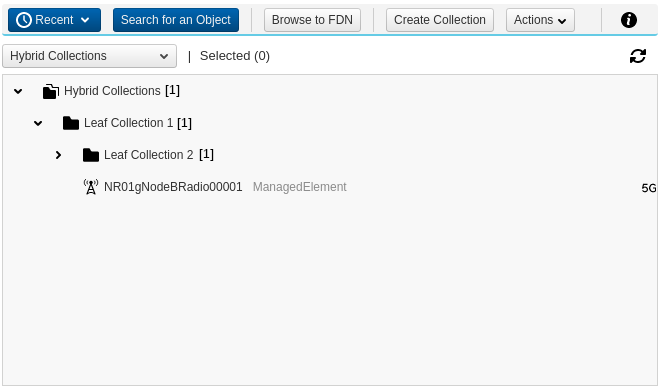 Recent Search for an Object Browse to FDN Create Collection Actions
Hybrid Collections | Selected (0)
Hybrid Collections [1]
Leaf Collection 1 [1]
Leaf Collection 2 [1]
NR01gNodeBRadio00001 ManagedElement 5G